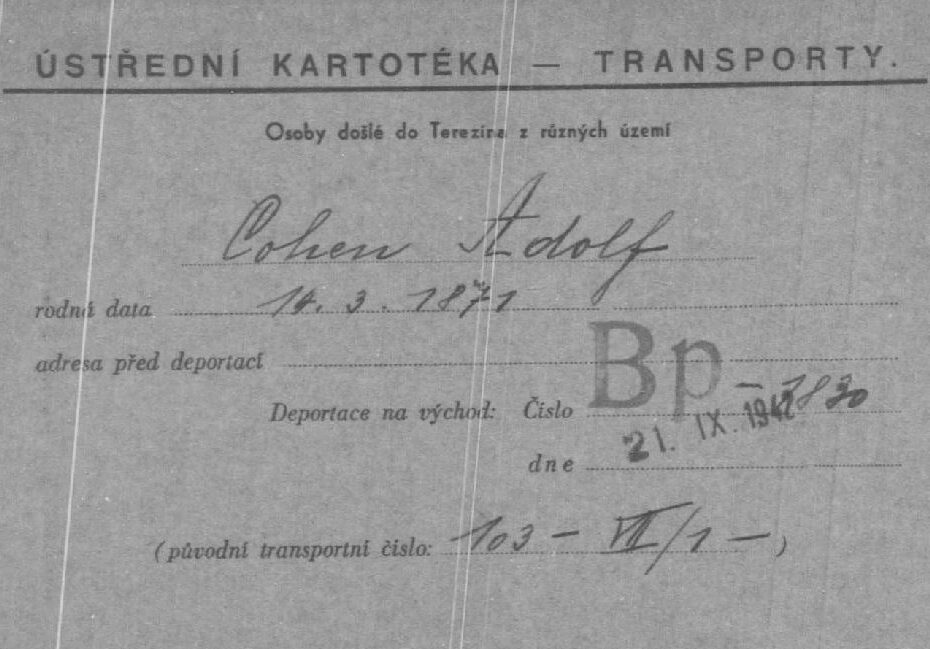 ÚSTŘEDNÍ KARTOTÉKA — TRANSPORTY.
Osoby došlé do Terezína z různých území
Cohen Adolf
rodná data 14. 3. 1871
adresa před deportací
Deportace na východ: Číslo Bp – 1830
dne 21. IX. 1942
(původní transportní číslo: 103 – VII/1 – )